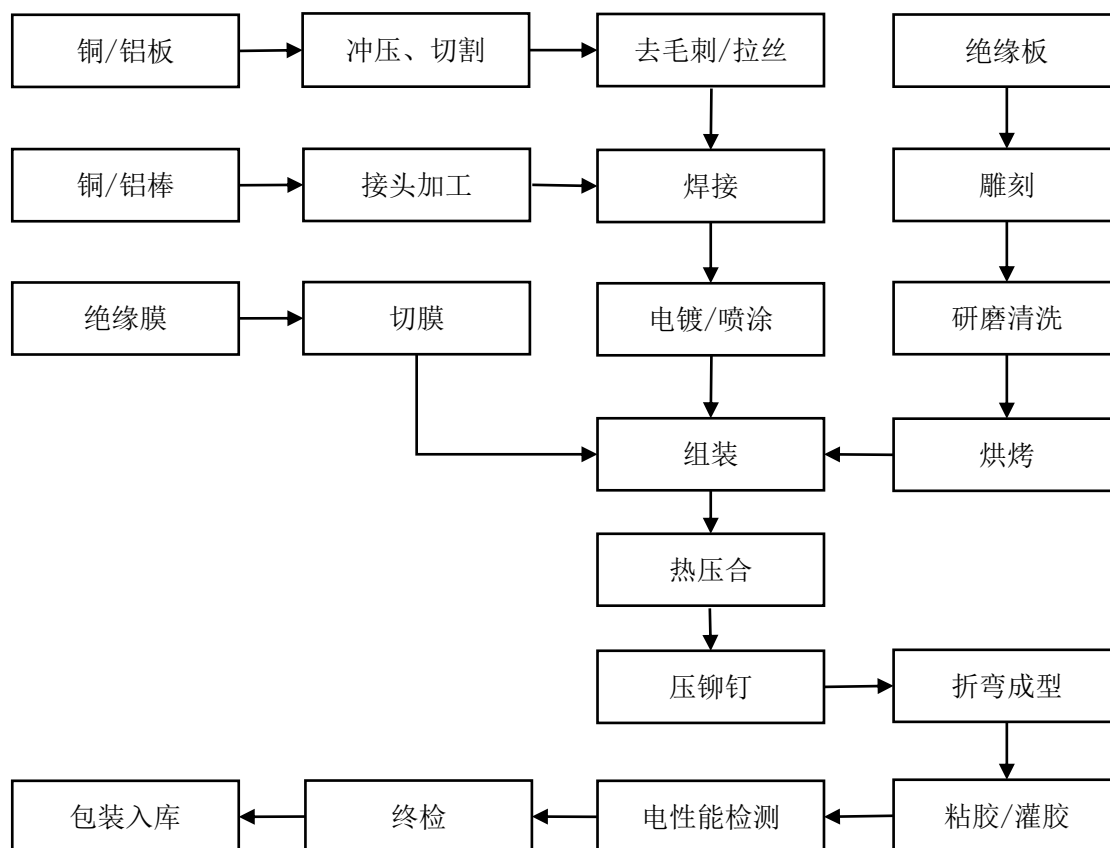 铜/铝板
冲压、切割
去毛刺/拉丝
绝缘板
铜/铝棒
接头加工
焊接
雕刻
绝缘膜
切膜
电镀/喷涂
研磨清洗
组装
烘烤
热压合
压铆钉
折弯成型
包装入库
终检
电性能检测
粘胶/灌胶